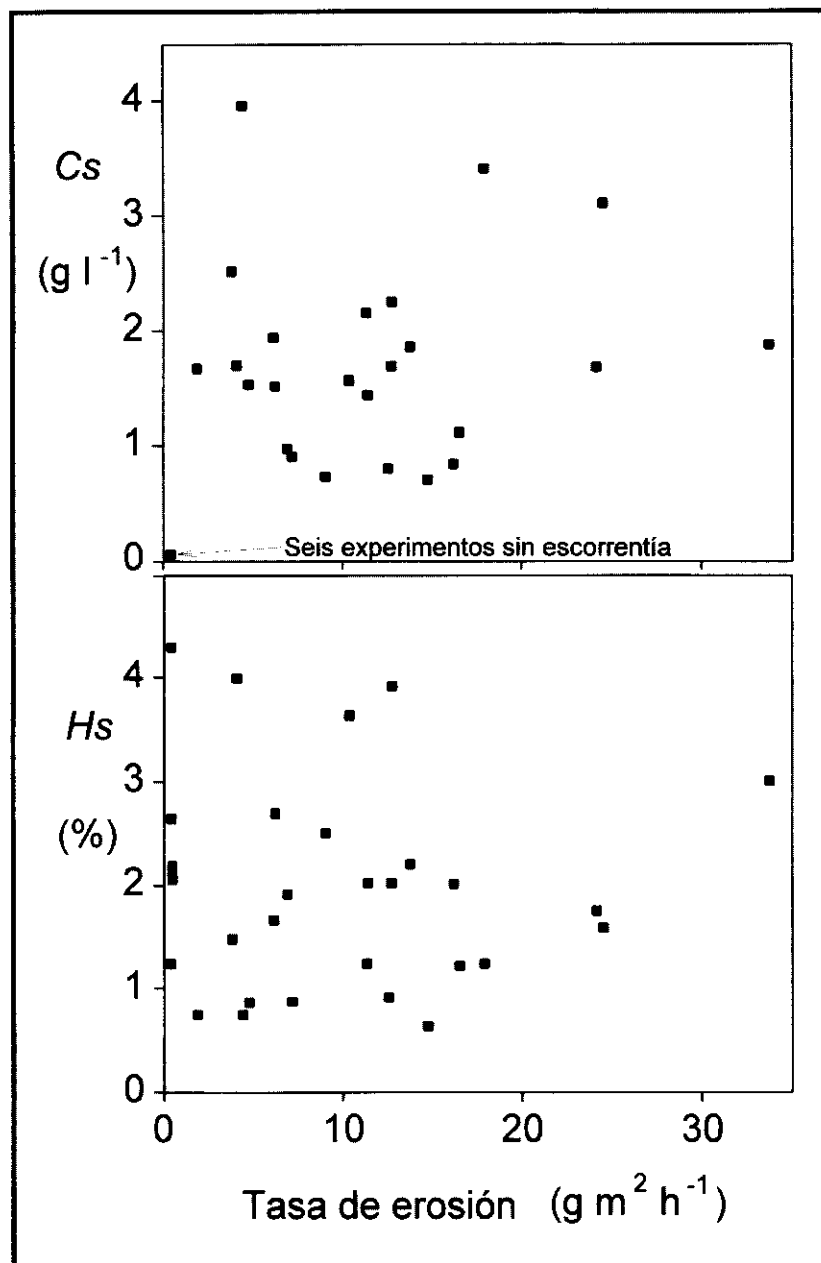 4
Cs
3
(g l⁻¹)
2
1
Seis experimentos sin escorrentía
0
4
Hs
3
(%)
2
1
0
0 10 20 30
Tasa de erosión (g m² h⁻¹)